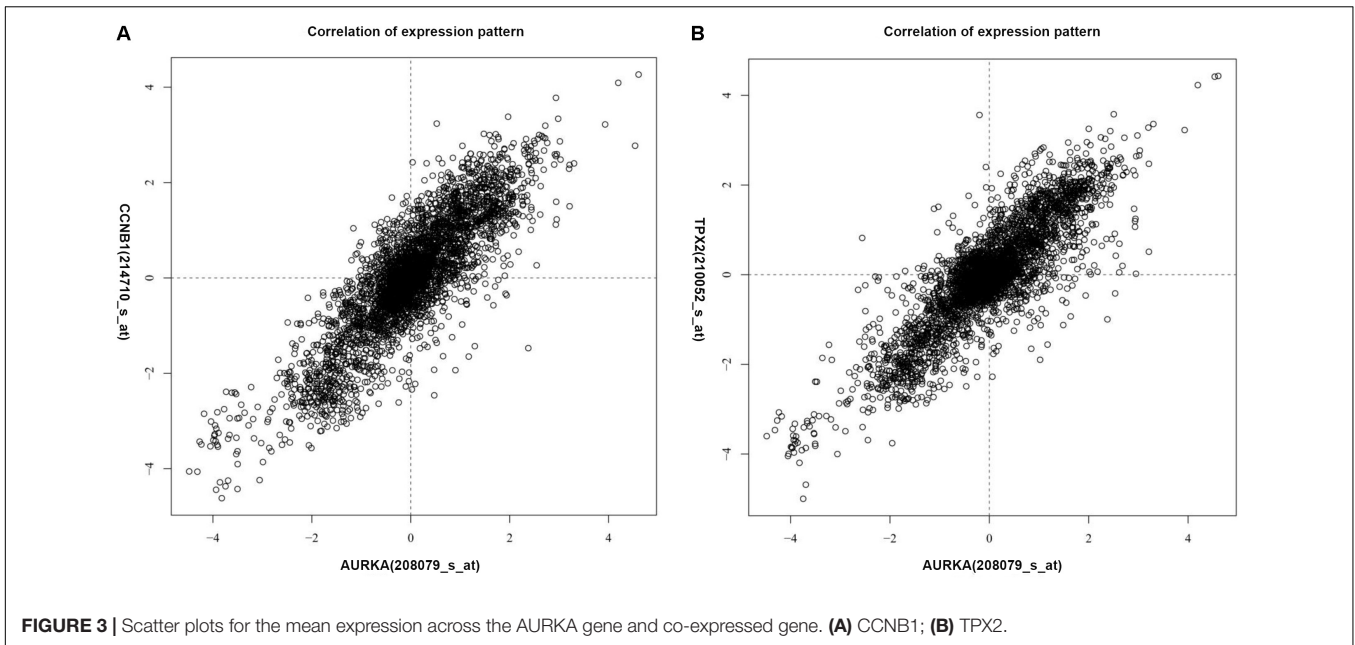 A
Correlation of expression pattern
CCNB1(214710_s_at)
4
2
0
−2
−4
−4
−2
0
2
4
AURKA(208079_s_at)
B
Correlation of expression pattern
TPX2(210052_s_at)
4
2
0
−2
−4
−4
−2
0
2
4
AURKA(208079_s_at)
FIGURE 3 | Scatter plots for the mean expression across the AURKA gene and co-expressed gene. (A) CCNB1; (B) TPX2.